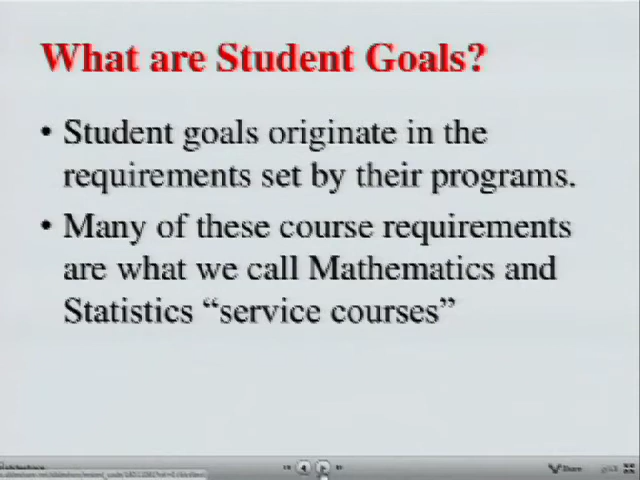 What are Student Goals?
• Student goals originate in the
requirements set by their programs.
• Many of these course requirements
are what we call Mathematics and
Statistics “service courses”